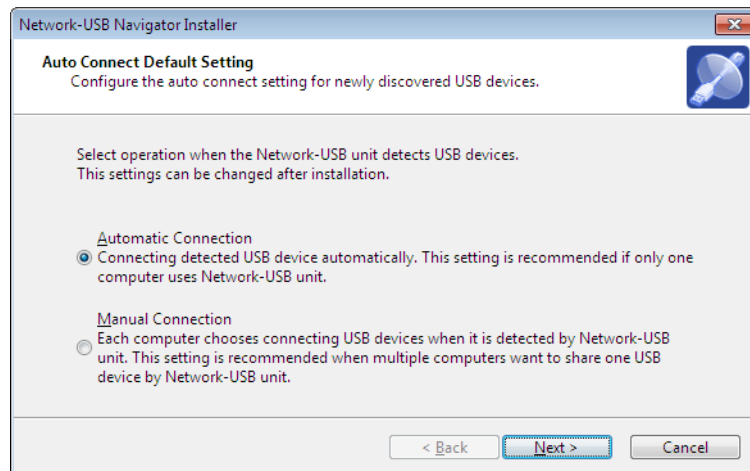 Network-USB Navigator Installer
Auto Connect Default Setting
Configure the auto connect setting for newly discovered USB devices.
Select operation when the Network-USB unit detects USB devices.
This settings can be changed after installation.
Automatic Connection
Connecting detected USB device automatically. This setting is recommended if only one
computer uses Network-USB unit.
Manual Connection
Each computer chooses connecting USB devices when it is detected by Network-USB
unit. This setting is recommended when multiple computers want to share one USB
device by Network-USB unit.
< Back Next > Cancel